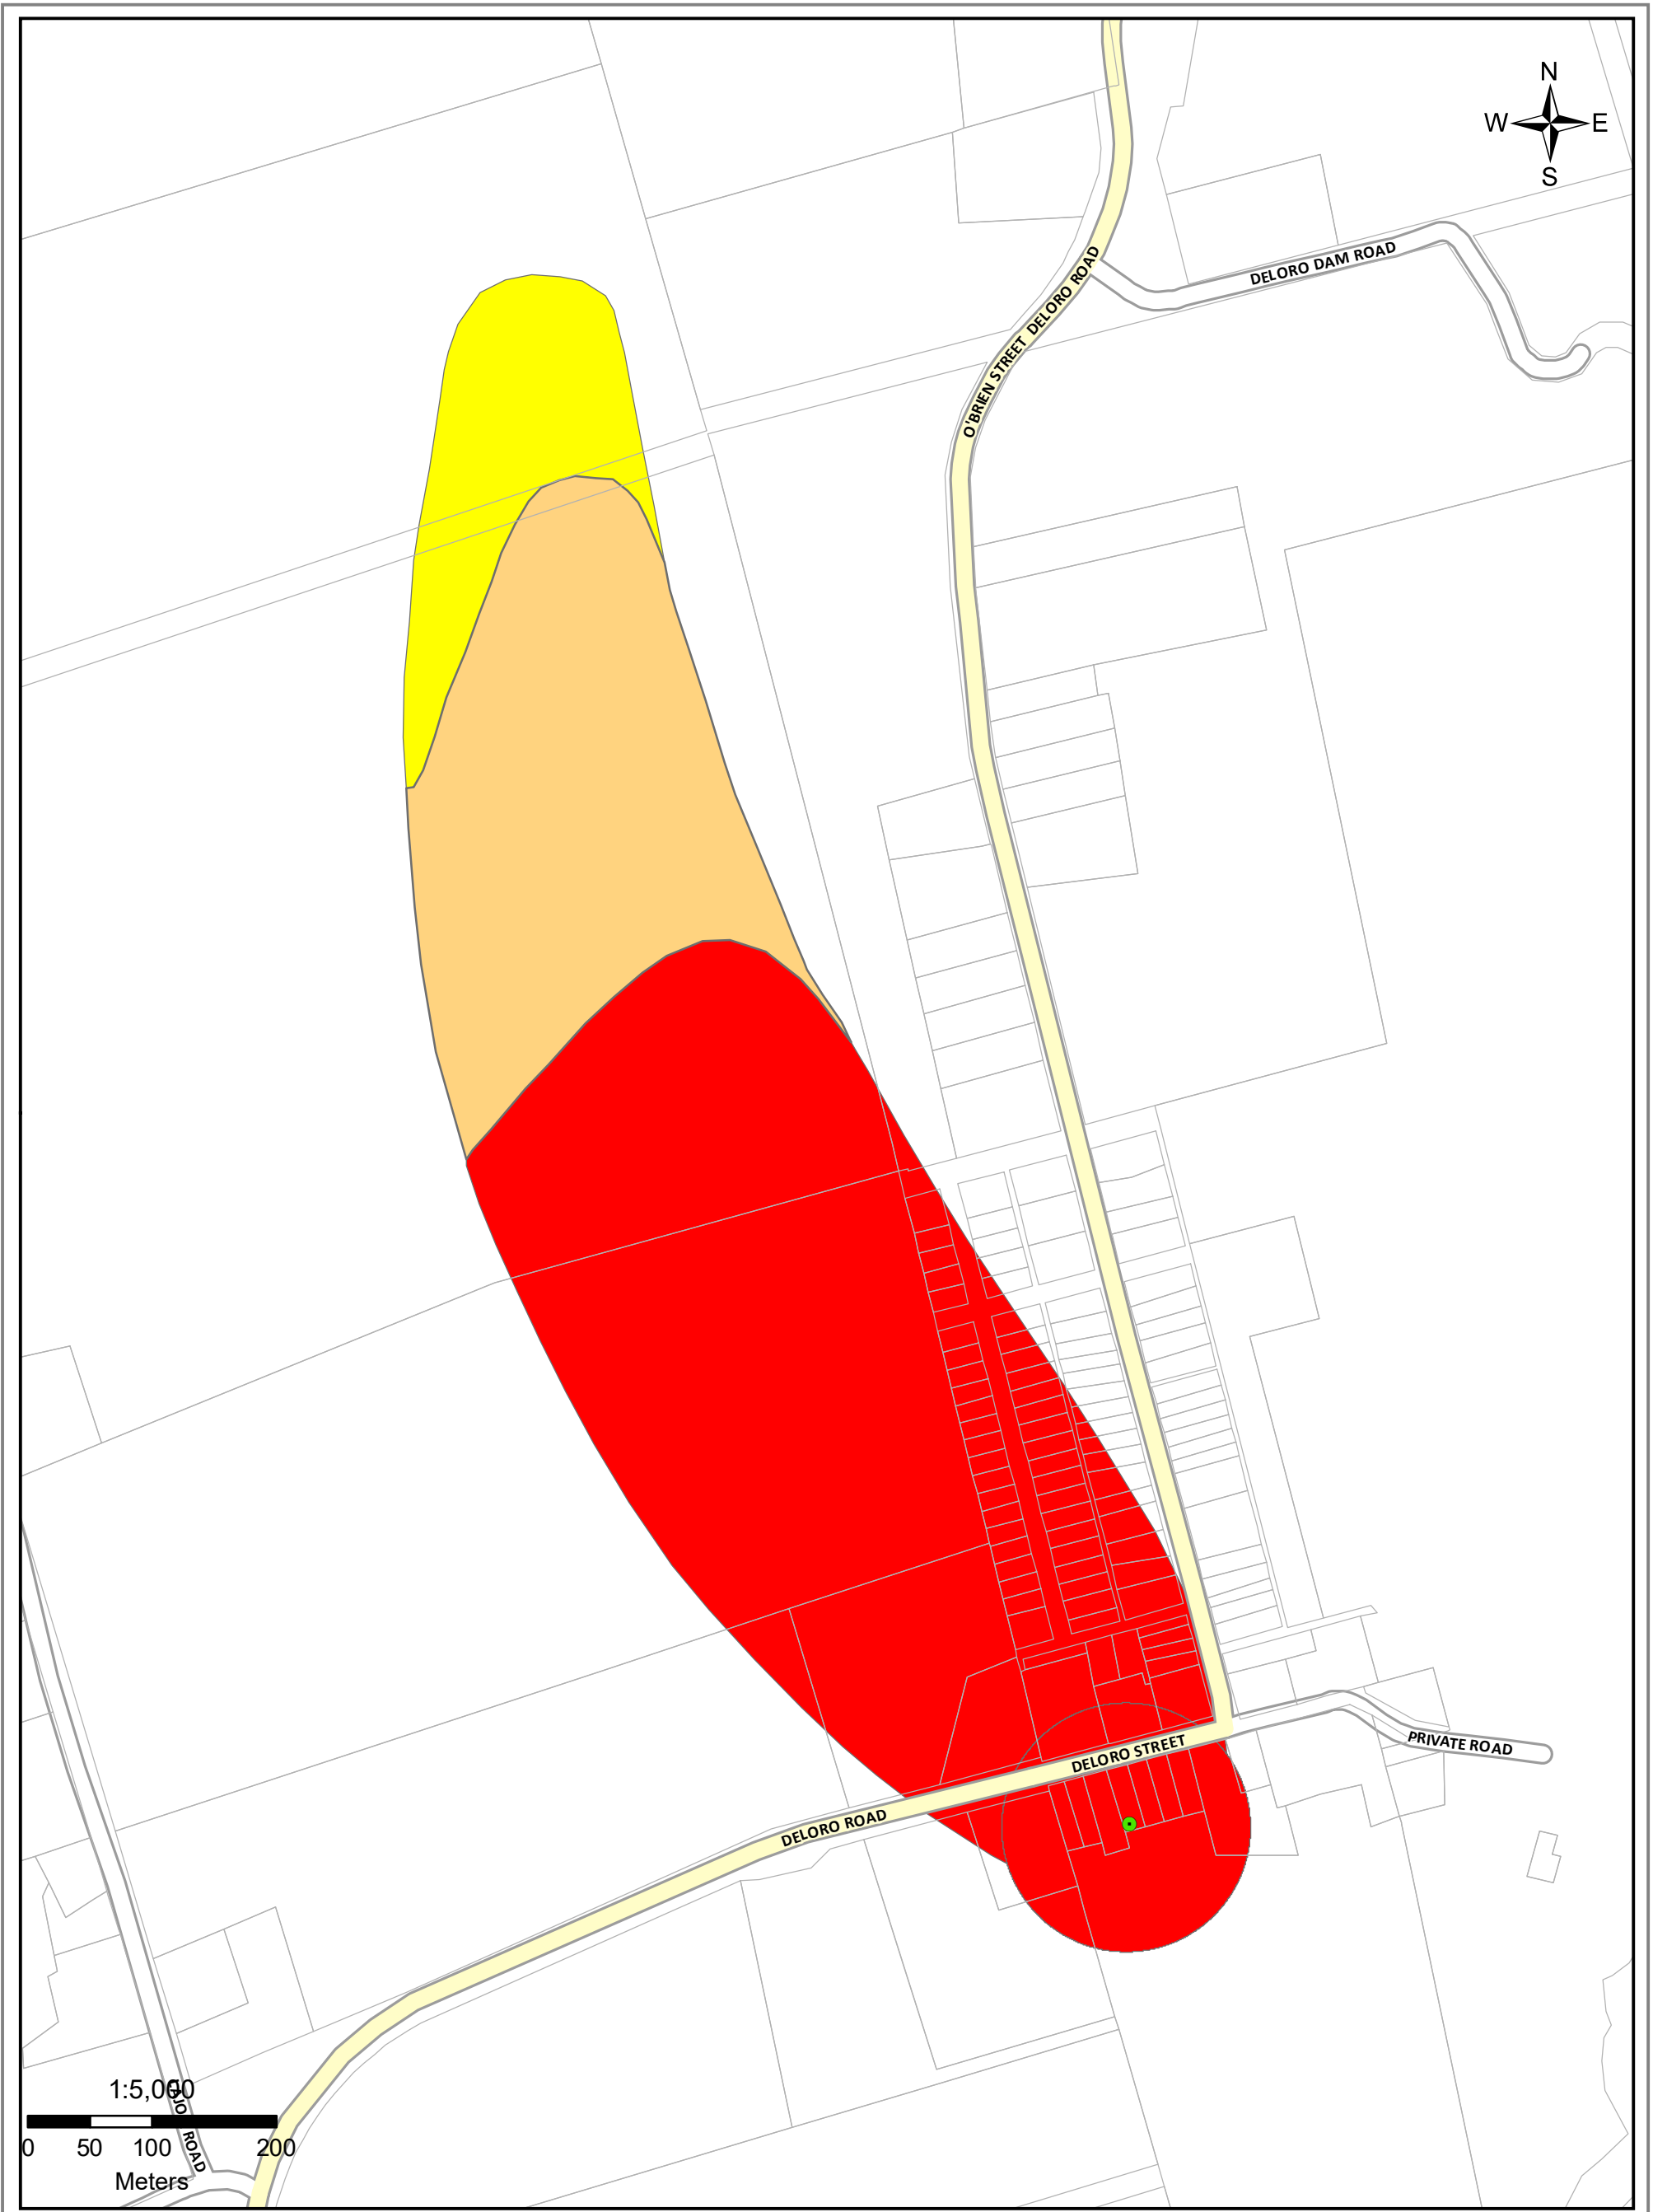 N
W E
S
DELORO DAM ROAD
O'BRIEN STREET DELORO ROAD
PRIVATE ROAD
DELORO STREET
DELORO ROAD
1:5,000
ROAD
0 50 100 200
Meters